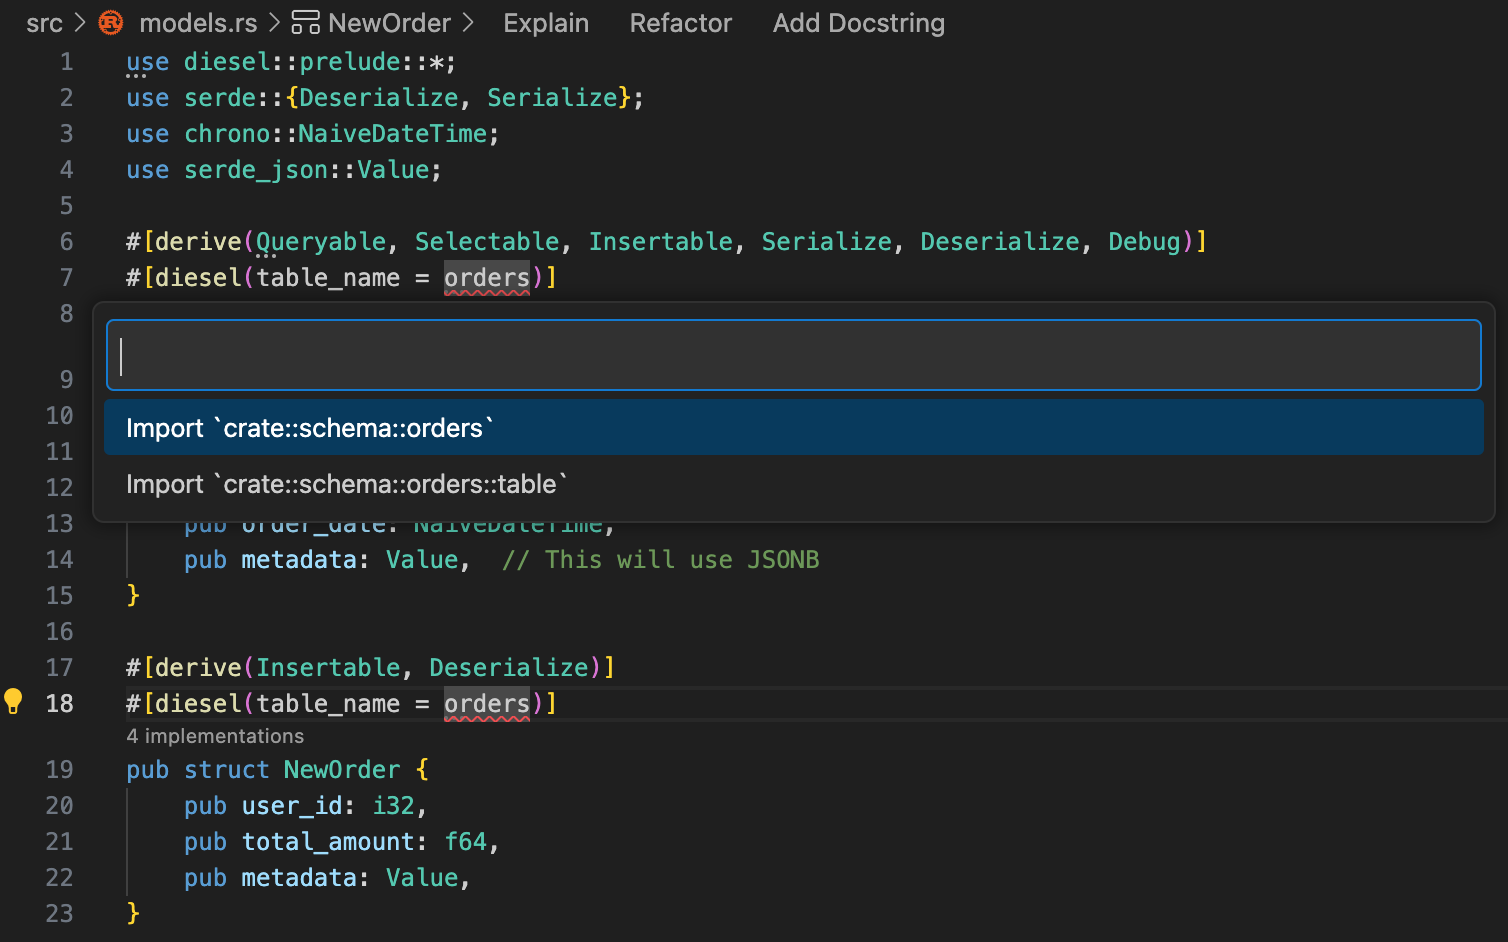 src > models.rs > NewOrder > Explain Refactor Add Docstring
1 use diesel::prelude::*;
2 use serde::{Deserialize, Serialize};
3 use chrono::NaiveDateTime;
4 use serde_json::Value;
5
6 #[derive(Queryable, Selectable, Insertable, Serialize, Deserialize, Debug)]
7 #[diesel(table_name = orders)]
8
9
Import `crate::schema::orders`
10
11
Import `crate::schema::orders::table`
12
13 pub order_date: NaiveDateTime,
14 pub metadata: Value, // This will use JSONB
15 }
16
17 #[derive(Insertable, Deserialize)]
18 #[diesel(table_name = orders)]
4 implementations
19 pub struct NewOrder {
20 pub user_id: i32,
21 pub total_amount: f64,
22 pub metadata: Value,
23 }